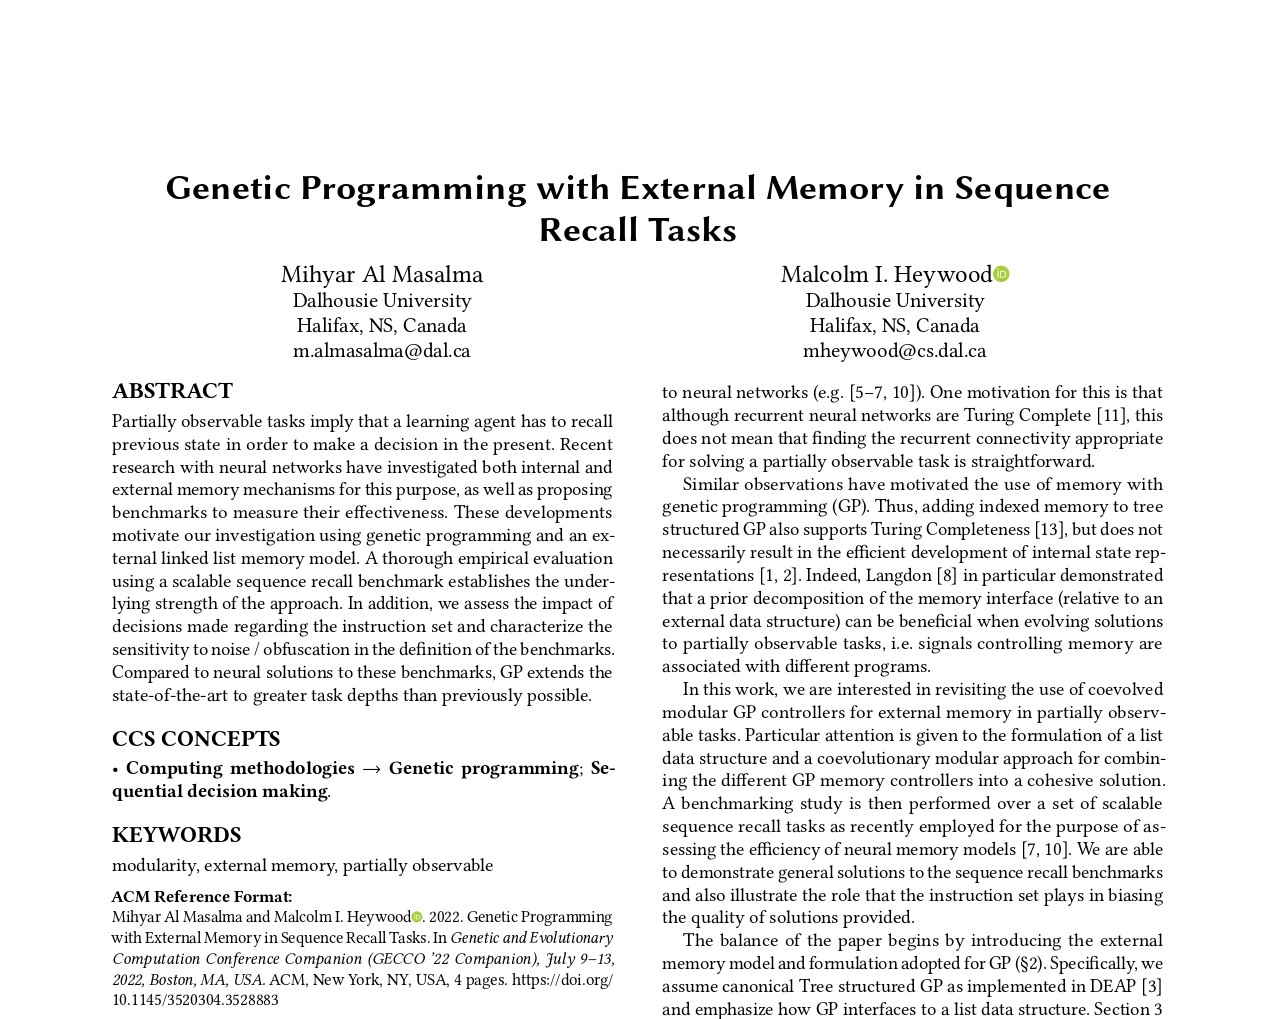 Genetic Programming with External Memory in Sequence
Recall Tasks
Mihyar Al Masalma
Dalhousie University
Halifax, NS, Canada
m.almasalma@dal.ca
Malcolm I. Heywood
Dalhousie University
Halifax, NS, Canada
mheywood@cs.dal.ca
ABSTRACT
Partially observable tasks imply that a learning agent has to recall
previous state in order to make a decision in the present. Recent
research with neural networks have investigated both internal and
external memory mechanisms for this purpose, as well as proposing
benchmarks to measure their effectiveness. These developments
motivate our investigation using genetic programming and an ex-
ternal linked list memory model. A thorough empirical evaluation
using a scalable sequence recall benchmark establishes the under-
lying strength of the approach. In addition, we assess the impact of
decisions made regarding the instruction set and characterize the
sensitivity to noise / obfuscation in the definition of the benchmarks.
Compared to neural solutions to these benchmarks, GP extends the
state-of-the-art to greater task depths than previously possible.
CCS CONCEPTS
• Computing methodologies → Genetic programming; Se-
quential decision making.
KEYWORDS
modularity, external memory, partially observable
ACM Reference Format:
Mihyar Al Masalma and Malcolm I. Heywood. 2022. Genetic Programming
with External Memory in Sequence Recall Tasks. In Genetic and Evolutionary
Computation Conference Companion (GECCO ’22 Companion), July 9–13,
2022, Boston, MA, USA. ACM, New York, NY, USA, 4 pages. https://doi.org/
10.1145/3520304.3528883
to neural networks (e.g. [5–7, 10]). One motivation for this is that
although recurrent neural networks are Turing Complete [11], this
does not mean that finding the recurrent connectivity appropriate
for solving a partially observable task is straightforward.
Similar observations have motivated the use of memory with
genetic programming (GP). Thus, adding indexed memory to tree
structured GP also supports Turing Completeness [13], but does not
necessarily result in the efficient development of internal state rep-
resentations [1, 2]. Indeed, Langdon [8] in particular demonstrated
that a prior decomposition of the memory interface (relative to an
external data structure) can be beneficial when evolving solutions
to partially observable tasks, i.e. signals controlling memory are
associated with different programs.
In this work, we are interested in revisiting the use of coevolved
modular GP controllers for external memory in partially observ-
able tasks. Particular attention is given to the formulation of a list
data structure and a coevolutionary modular approach for combin-
ing the different GP memory controllers into a cohesive solution.
A benchmarking study is then performed over a set of scalable
sequence recall tasks as recently employed for the purpose of as-
sessing the efficiency of neural memory models [7, 10]. We are able
to demonstrate general solutions to the sequence recall benchmarks
and also illustrate the role that the instruction set plays in biasing
the quality of solutions provided.
The balance of the paper begins by introducing the external
memory model and formulation adopted for GP (§2). Specifically, we
assume canonical Tree structured GP as implemented in DEAP [3]
and emphasize how GP interfaces to a list data structure. Section 3